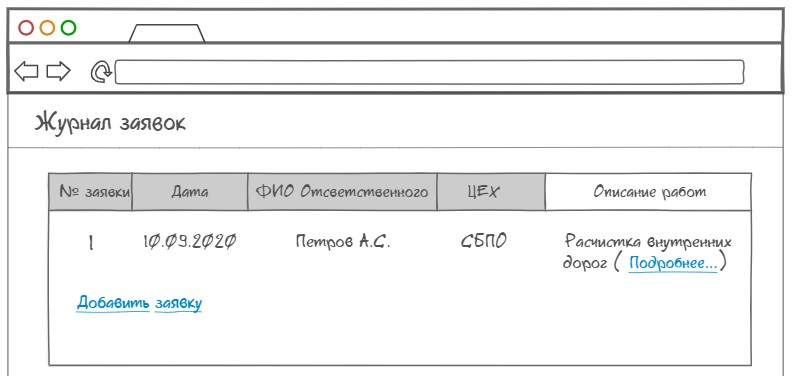 Журнал заявок
№ заявки Дата ФИО Отсветственного ЦЕХ Описание работ
1 10.09.2020 Петров А.С. СБПО Расчистка внутренних
дорог ( Подробнее...)
Добавить заявку